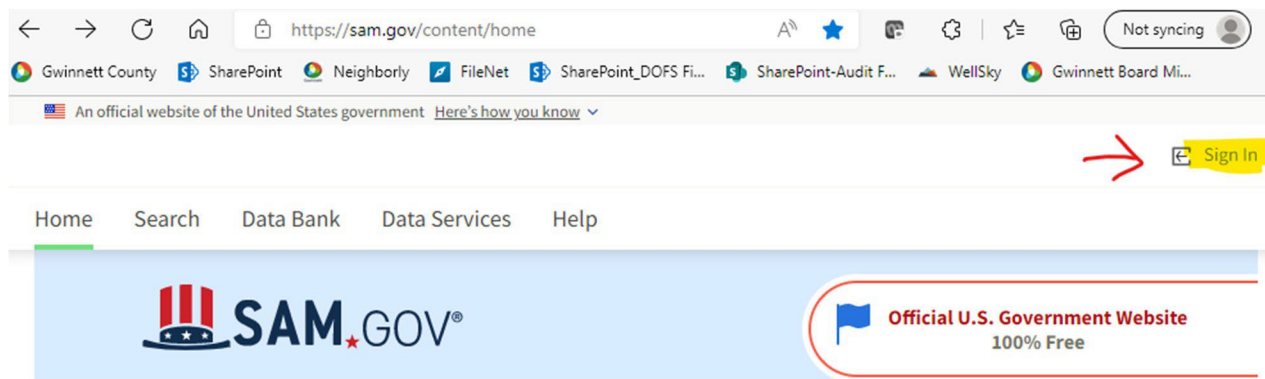 https://sam.gov/content/home
Not syncing
Gwinnett County SharePoint Neighborly FileNet SharePoint_DOFS Fi... SharePoint-Audit F... WellSky Gwinnett Board Mi...
An official website of the United States government Here's how you know
Sign In
Home Search Data Bank Data Services Help
SAM.GOV®
Official U.S. Government Website
100% Free